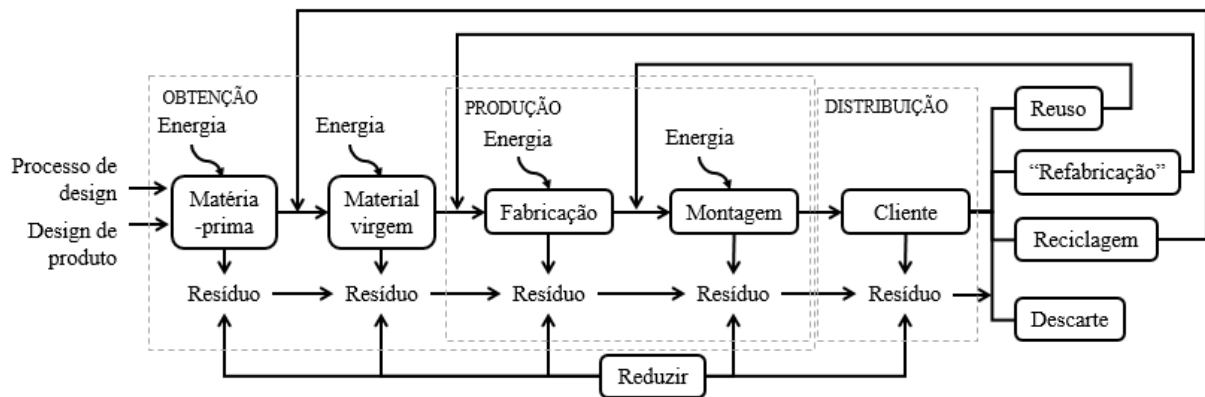 OBTENÇÃO
PRODUÇÃO
DISTRIBUIÇÃO
Energia
Energia
Energia
Energia
Processo de
design
Design de
produto
Matéria
-prima
Material
virgem
Fabricação
Montagem
Cliente
Reuso
“Refabricação”
Reciclagem
Descarte
Resíduo
Resíduo
Resíduo
Resíduo
Resíduo
Reduzir